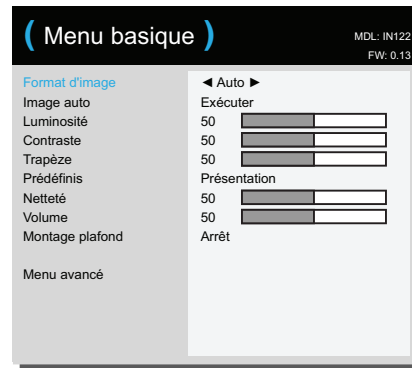 ( Menu basique )
MDL: IN122
FW: 0.13
Format d'image ◄ Auto ►
Image auto Exécuter
Luminosité 50
Contraste 50
Trapèze 50
Prédéfinis Présentation
Netteté 50
Volume 50
Montage plafond Arrêt
Menu avancé